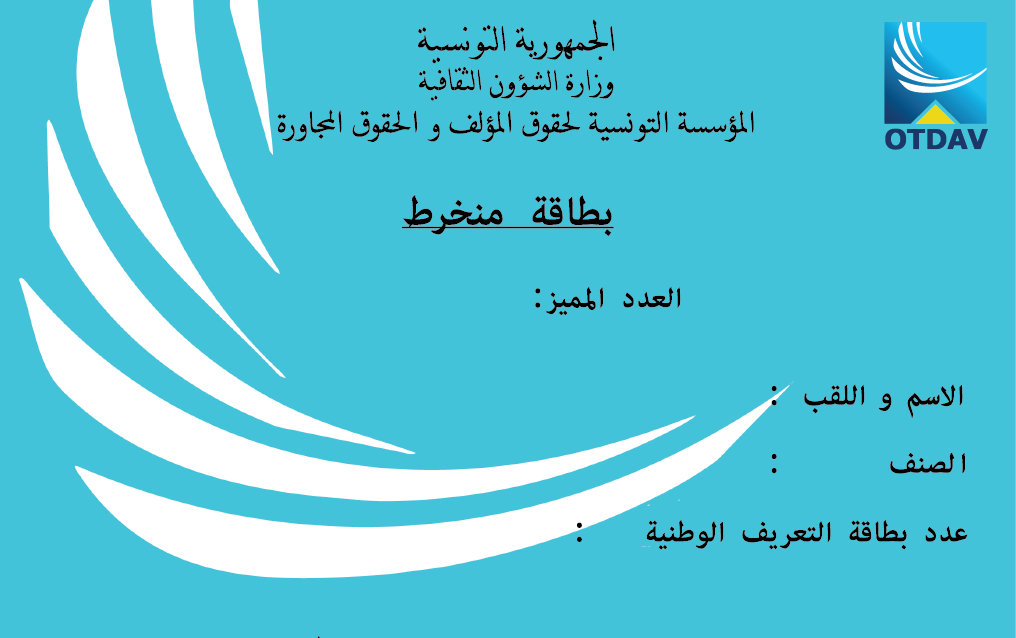 الجمهورية التونسية
وزارة الشؤون الثقافية
المؤسسة التونسية لحقوق المؤلف و الحقوق المجاورة
OTDAV
بطاقة منخرط
العدد المميز:
الاسم و اللقب :
الصنف :
عدد بطاقة التعريف الوطنية :